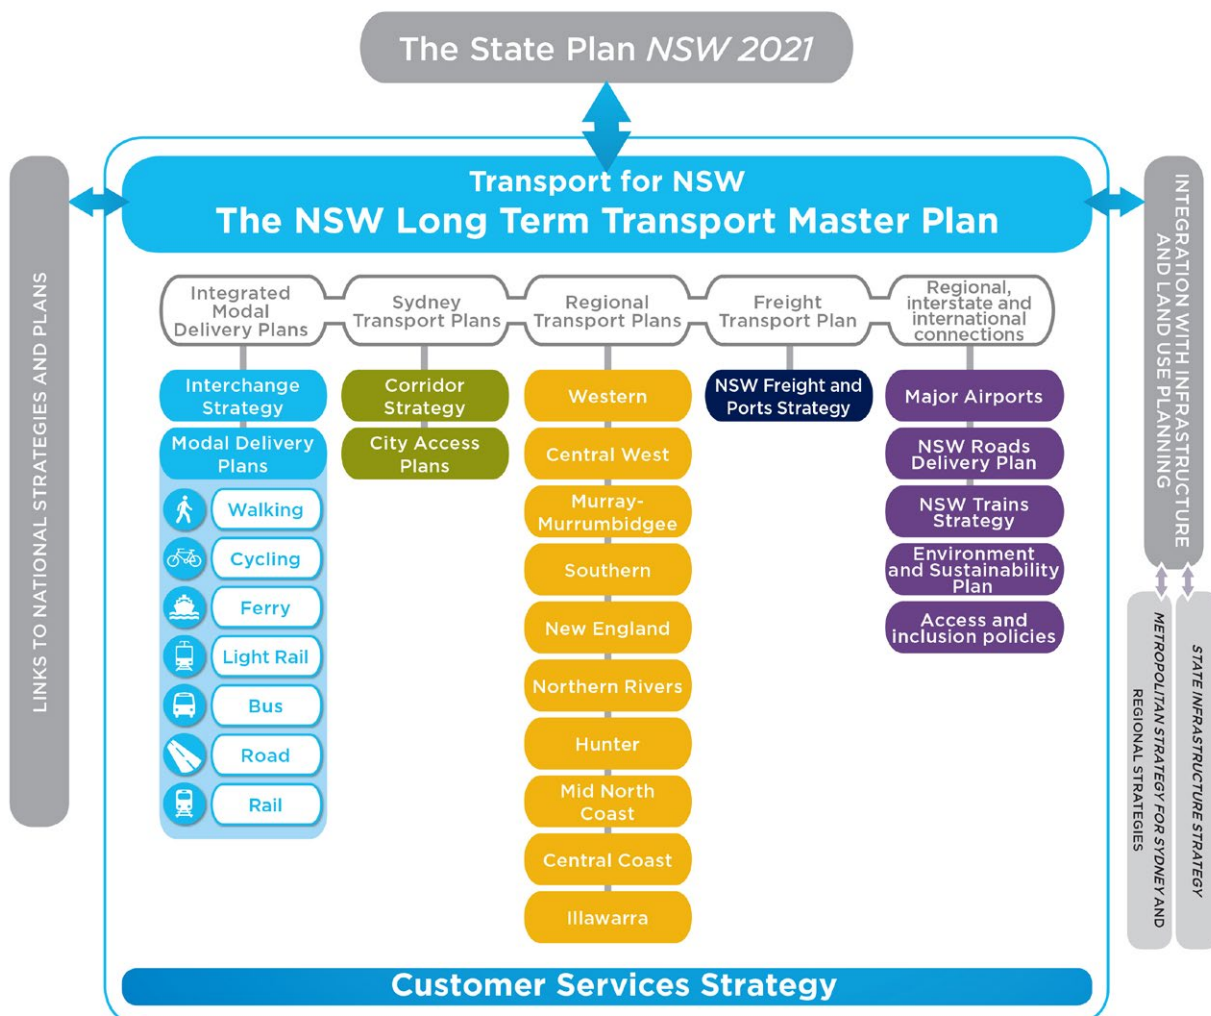 The State Plan NSW 2021
LINKS TO NATIONAL STRATEGIES AND PLANS
Transport for NSW
The NSW Long Term Transport Master Plan
Integrated
Modal
Delivery Plans
Interchange
Strategy
Modal Delivery
Plans
Walking
Cycling
Ferry
Light Rail
Bus
Road
Rail
Sydney
Transport Plans
Corridor
Strategy
City Access
Plans
Regional
Transport Plans
Western
Central West
Murray-
Murrumbidgee
Southern
New England
Northern Rivers
Hunter
Mid North
Coast
Central Coast
Illawarra
Freight
Transport Plan
NSW Freight and
Ports Strategy
Regional,
interstate and
international
connections
Major Airports
NSW Roads
Delivery Plan
NSW Trains
Strategy
Environment
and Sustainability
Plan
Access and
inclusion policies
INTEGRATION WITH INFRASTRUCTURE
AND LAND USE PLANNING
METROPOLITAN STRATEGY FOR SYDNEY AND
REGIONAL STRATEGIES
STATE INFRASTRUCTURE STRATEGY
Customer Services Strategy